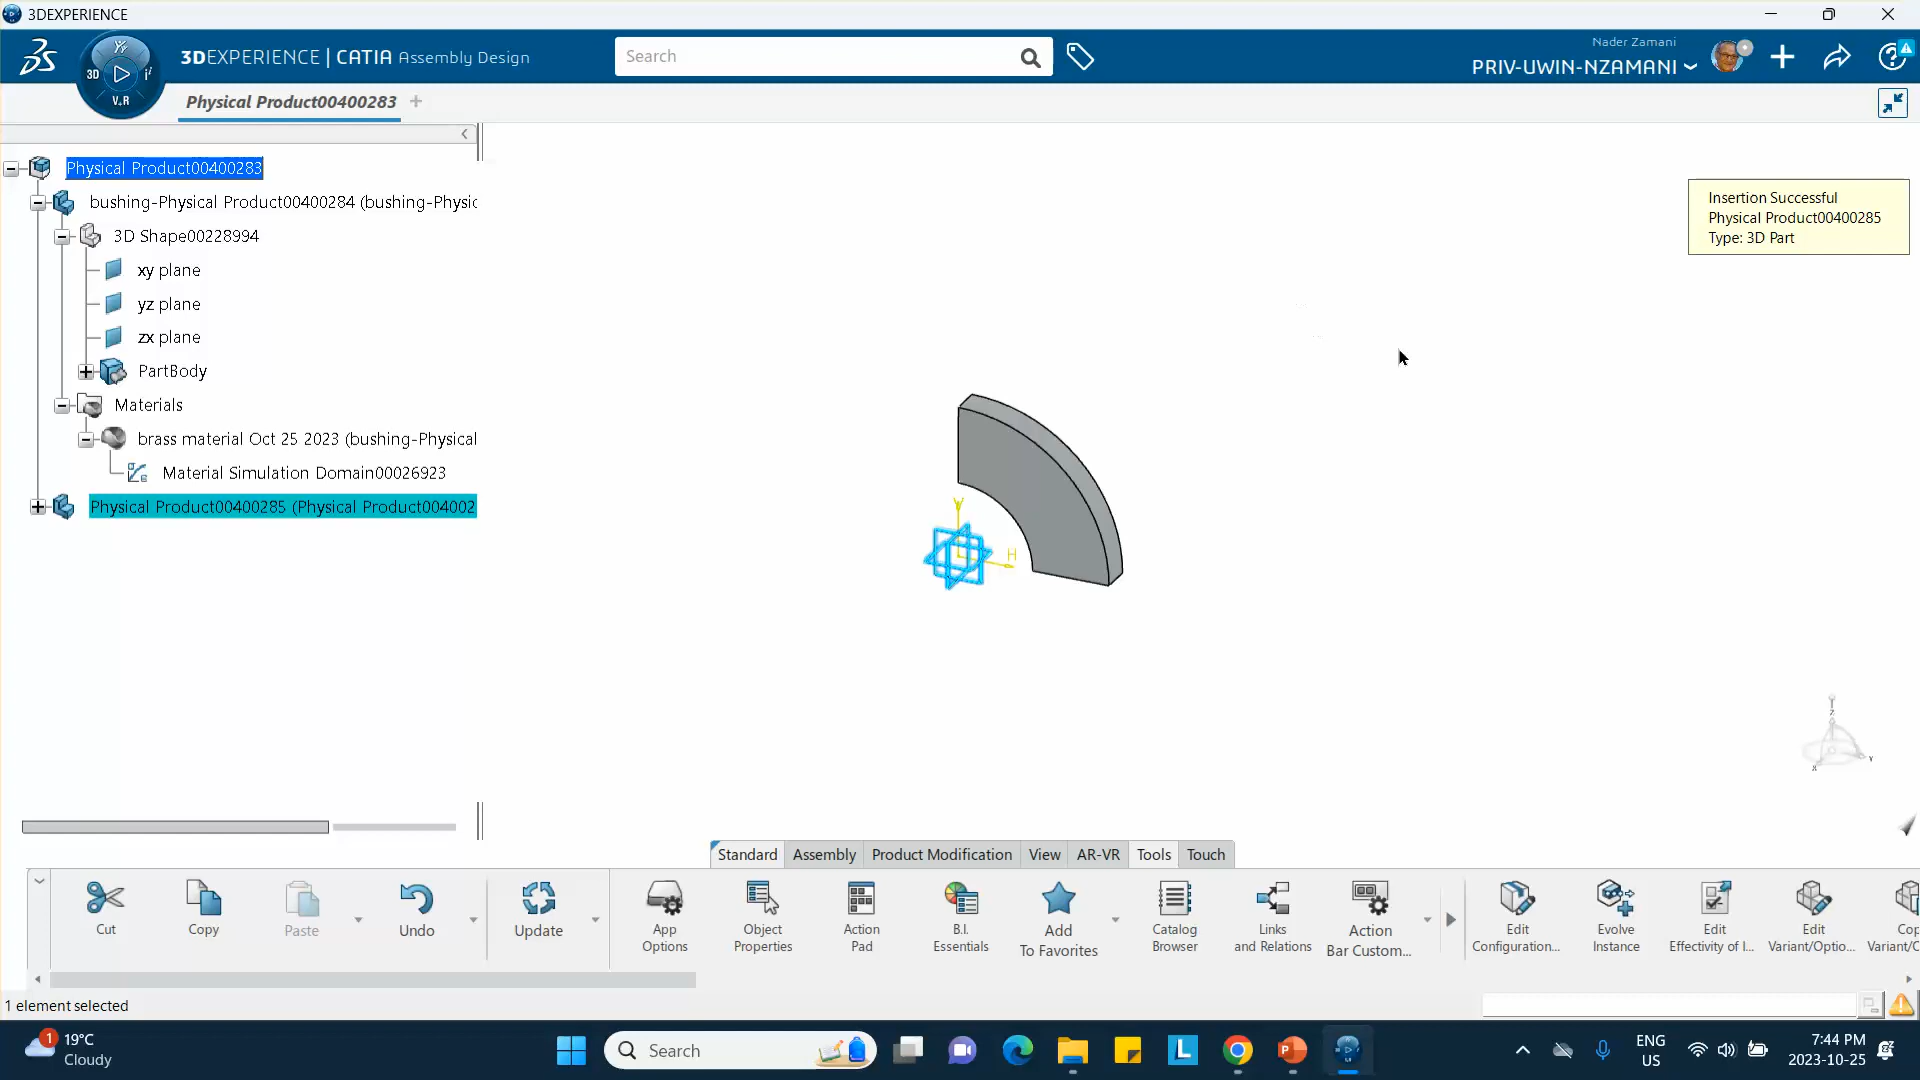 3DEXPERIENCE
3DEXPERIENCE | CATIA Assembly Design
Search
Nader Zamani
PRIV-UWIN-NZAMANI
3D
V.R
Physical Product00400283
Physical Product00400283
bushing-Physical Product00400284 (bushing-Physic
3D Shape00228994
xy plane
yz plane
zx plane
PartBody
Materials
brass material Oct 25 2023 (bushing-Physical
Material Simulation Domain00026923
Physical Product00400285 (Physical Product004002
Insertion Successful
Physical Product00400285
Type: 3D Part
V
H
Z
X
Y
Standard
Assembly
Product Modification
View
AR-VR
Tools
Touch
Cut
Copy
Paste
Undo
Update
App
Options
Object
Properties
Action
Pad
B.I.
Essentials
Add
To Favorites
Catalog
Browser
Links
and Relations
Action
Bar Custom...
Edit
Configuration...
Evolve
Instance
Edit
Effectivity of I...
Edit
Variant/Optio...
Cop
Variant/C
1 element selected
1
19°C
Cloudy
Search
L
P
ENG
US
7:44 PM
2023-10-25